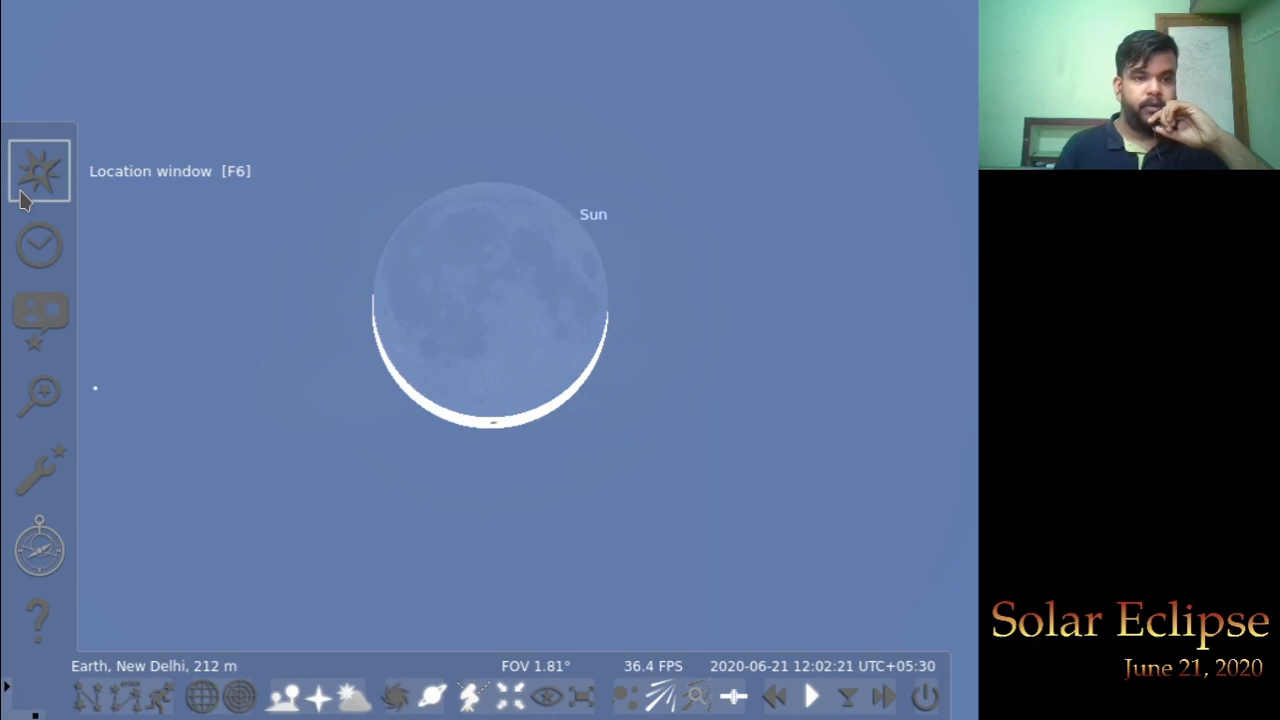 Location window [F6]
Sun
Earth, New Delhi, 212 m
FOV 1.81°
36.4 FPS
2020-06-21 12:02:21 UTC+05:30
Solar Eclipse
June 21, 2020